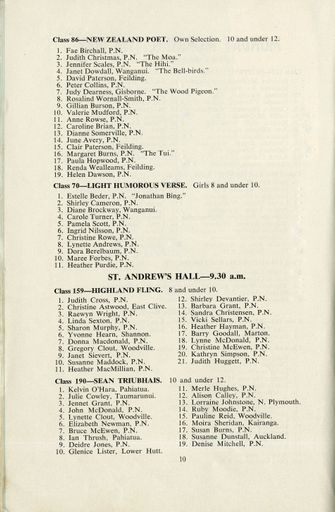 Class 86—NEW ZEALAND POET. Own Selection. 10 and under 12.
1. Fae Birchall, P.N.
2. Judith Christmas, P.N. "The Moa."
3. Jennifer Scales, P.N. "The Hihi."
4. Janet Dowdall, Wanganui. "The Bell-birds."
5. David Paterson, Feilding.
6. Peter Collins, P.N.
7. Judy Dearness, Gisborne. "The Wood Pigeon."
8. Rosalind Wornall-Smith, P.N.
9. Gillian Burson, P.N.
10. Valerie Mudford, P.N.
11. Anne Rowse, P.N.
12. Caroline Brian, P.N.
13. Dianne Somerville, P.N.
14. June Avery, P.N.
15. Clair Paterson, Feilding.
16. Margaret Burns, P.N. "The Tui."
17. Paula Hopwood, P.N.
18. Renda Wealleams, Feilding.
19. Helen Dawson, P.N.
Class 70—LIGHT HUMOROUS VERSE. Girls 8 and under 10.
1. Estelle Beder, P.N. "Jonathan Bing."
2. Shirley Cameron, P.N.
3. Diane Brockway, Wanganui.
4. Carole Turner, P.N.
5. Pamela Scott, P.N.
6. Ingrid Nilsson, P.N.
7. Christine Rowe, P.N.
8. Lynette Andrews, P.N.
9. Dora Berelbaum, P.N.
10. Maree Forbes, P.N.
11. Heather Purdie, P.N.
ST. ANDREW'S HALL—9.30 a.m.
Class 159—HIGHLAND FLING. 8 and under 10.
1. Judith Cross, P.N.
2. Christine Astwood, East Clive.
3. Raewyn Wright, P.N.
4. Linda Sexton, P.N.
5. Sharon Murphy, P.N.
6. Yvonne Hearn, Shannon.
7. Donna Macdonald, P.N.
8. Gregory Clout, Woodville.
9. Janet Sievert, P.N.
10. Susanne Maddock, P.N.
11. Heather MacMillian, P.N.
12. Shirley Devantier, P.N.
13. Barbara Grant, P.N.
14. Sundra Christensen, P.N.
15. Vicki Sellars, P.N.
16. Heather Hayman, P.N.
17. Barry Goodall, Marton.
18. Lynne McDonald, P.N.
19. Christine McEwen, P.N.
20. Kathryn Simpson, P.N.
21. Judith Huggett, P.N.
Class 190—SEAN TRIUBHAIS. 10 and under 12.
1. Kelvin O'Hara, Pahiatua.
2. Julie Cowley, Taumarunui.
3. Jennet Grant, P.N.
4. John McDonald, P.N.
5. Lynette Clout, Woodville.
6. Elizabeth Newman, P.N.
7. Bruce McEwen, P.N.
8. Ian Thrush, Pahiatua.
9. Deidre Jones, P.N.
10. Glenice Lister, Lower Hutt.
11. Merle Hughes, P.N.
12. Alison Calley, P.N.
13. Lorraine Johnstone, N. Plymouth.
14. Ruby Moodie, P.N.
15. Pauline Reid, Woodville.
16. Moira Sheridan, Kairanga.
17. Susan Burns, P.N.
18. Susanne Dunstall, Auckland.
19. Denise Mitchell, P.N.
10